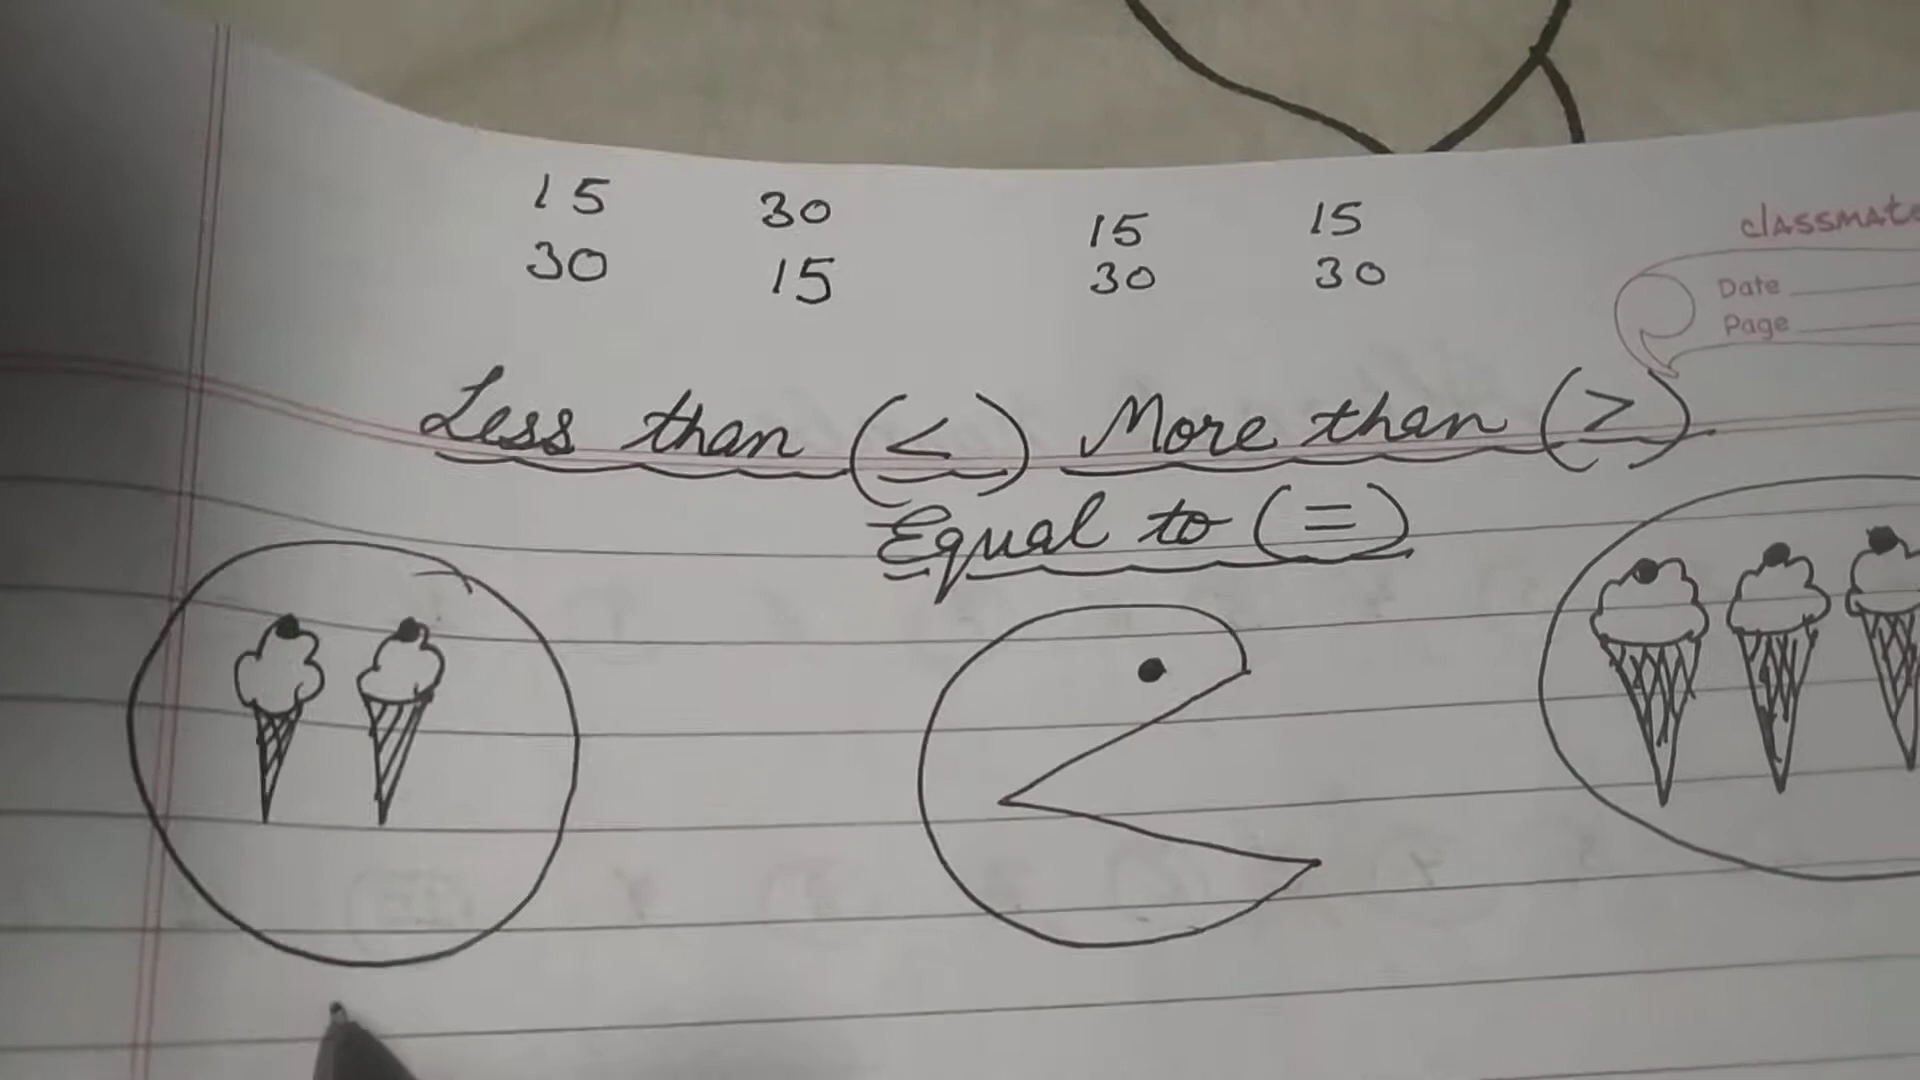 15 30 15 15
30 15 30 30
classmate
Date
Page
Less than (<) More than (>)
Equal to (=)